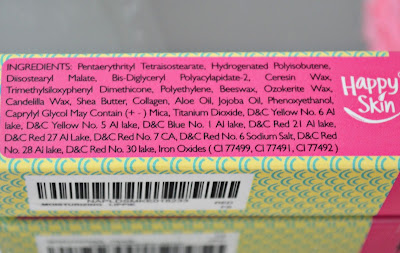 INGREDIENTS: Pentaerythrityl Tetraisostearate, Hydrogenated Polyisobutene,
Diisostearyl Malate, Bis-Diglyceryl Polyacylapidate-2, Ceresin Wax,
Trimethylsiloxyphenyl Dimethicone, Polyethylene, Beeswax, Ozokerite Wax,
Candelilla Wax, Shea Butter, Collagen, Aloe Oil, Jojoba Oil, Phenoxyethanol,
Caprylyl Glycol May Contain (+ -) Mica, Titanium Dioxide, D&C Yellow No. 6 Al
lake, D&C Yellow No. 5 Al lake, D&C Blue No. 1 Al lake, D&C Red 21 Al lake,
D&C Red 27 Al Lake, D&C Red No. 7 CA, D&C Red No. 6 Sodium Salt, D&C Red
No. 28 Al lake, D&C Red No. 30 lake, Iron Oxides ( CI 77499, CI 77491, CI 77492 )
Happy
Skin